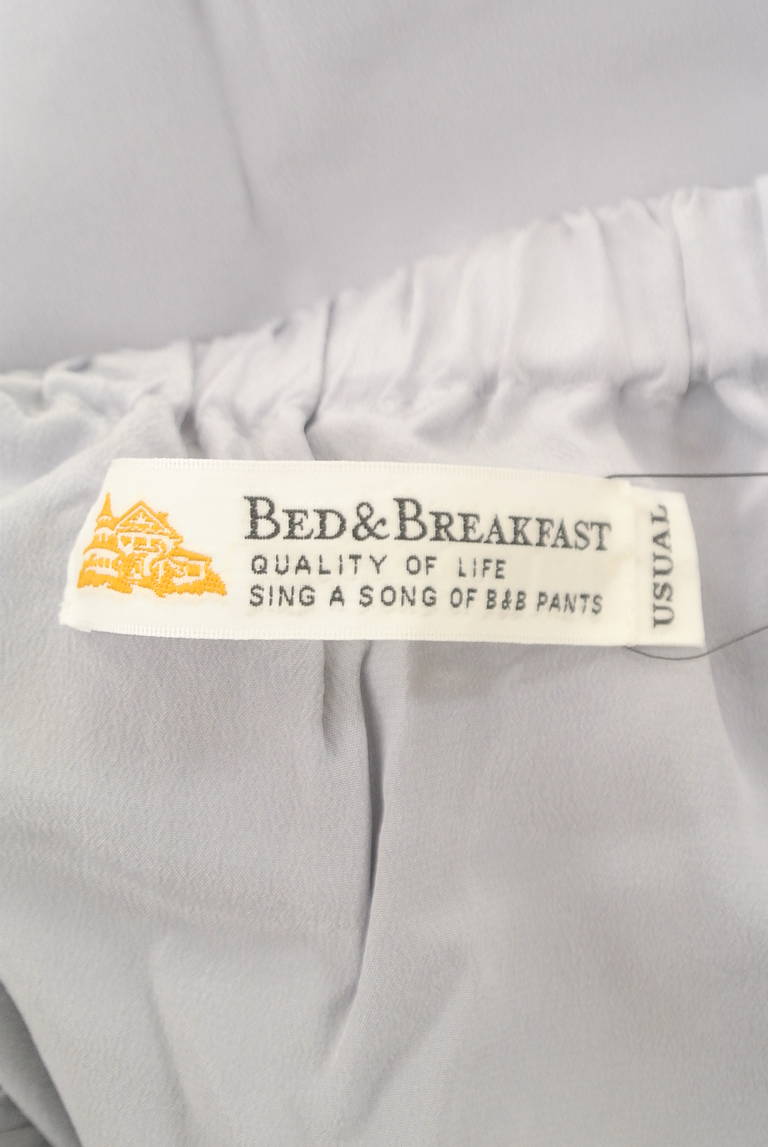 BED&BREAKFAST
QUALITY OF LIFE
SING A SONG OF B&B PANTS
USUAL